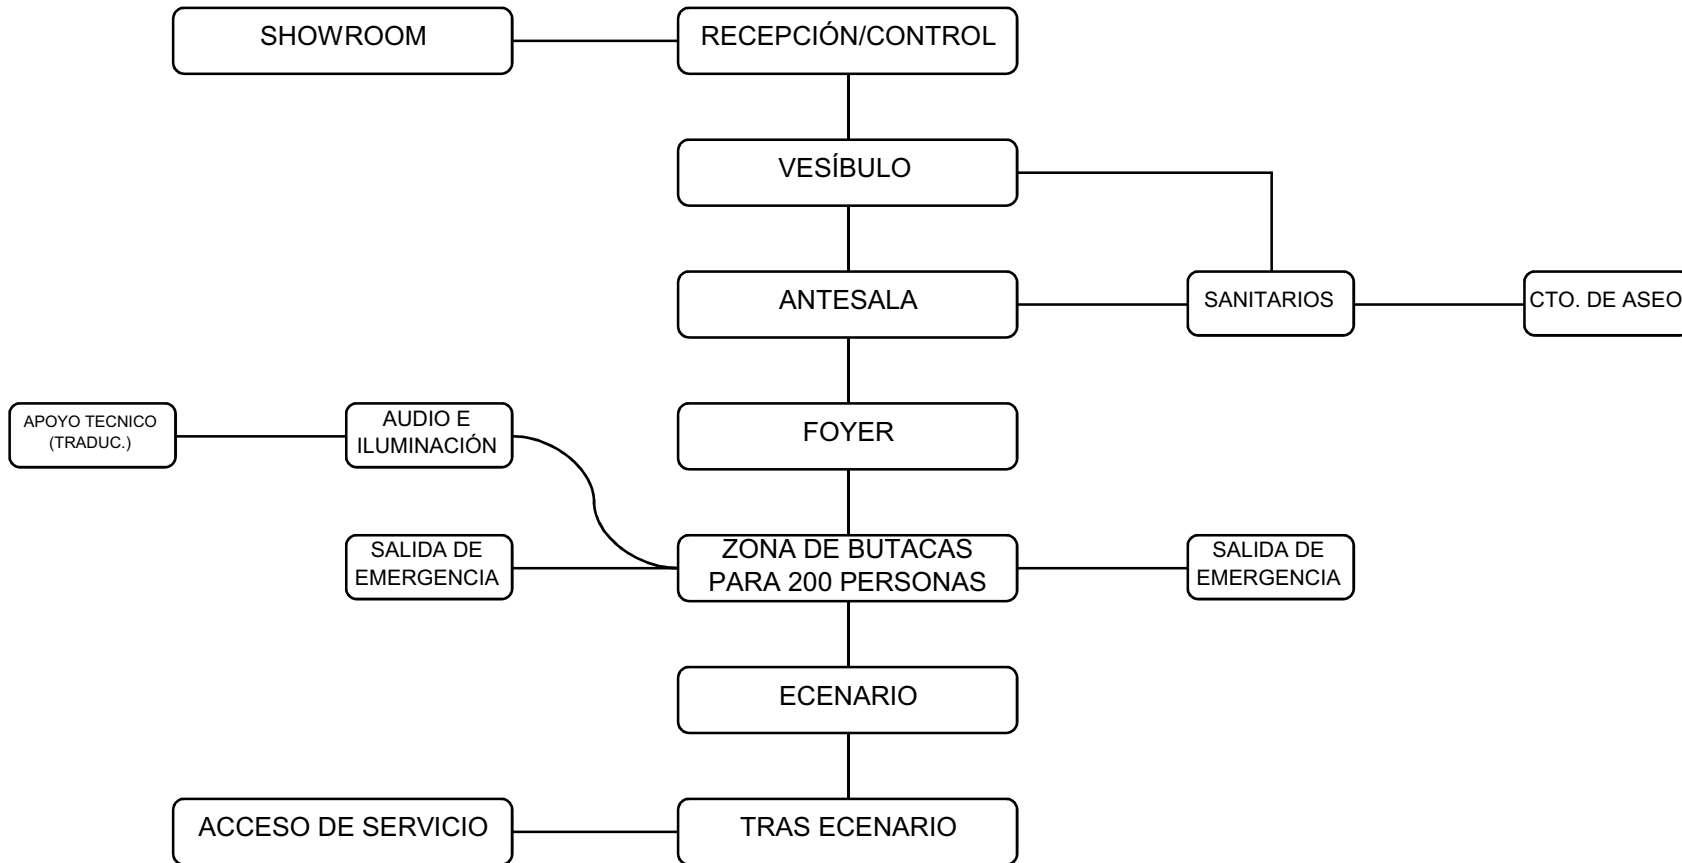 SHOWROOM
RECEPCIÓN/CONTROL
VESÍBULO
ANTESALA
SANITARIOS
CTO. DE ASEO
APOYO TECNICO
(TRADUC.)
AUDIO E
ILUMINACIÓN
FOYER
SALIDA DE
EMERGENCIA
ZONA DE BUTACAS
PARA 200 PERSONAS
SALIDA DE
EMERGENCIA
ECENARIO
ACCESO DE SERVICIO
TRAS ECENARIO